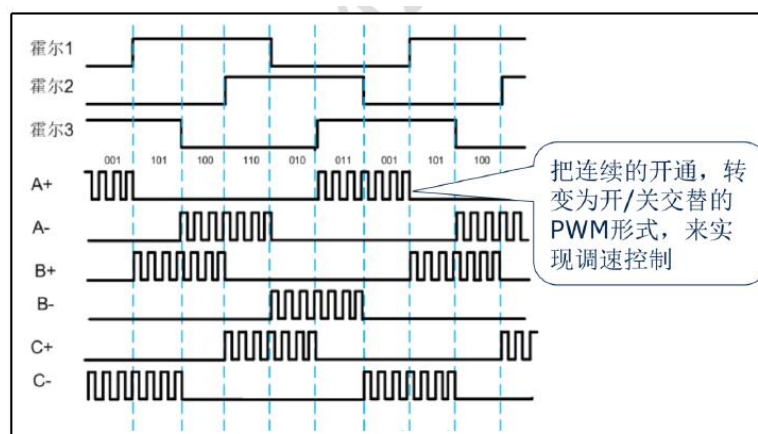 霍尔1
霍尔2
霍尔3
001 101 100 110 010 011 001 101 100
A+
A-
B+
B-
C+
C-
把连续的开通，转
变为开/关交替的
PWM形式，来实
现调速控制